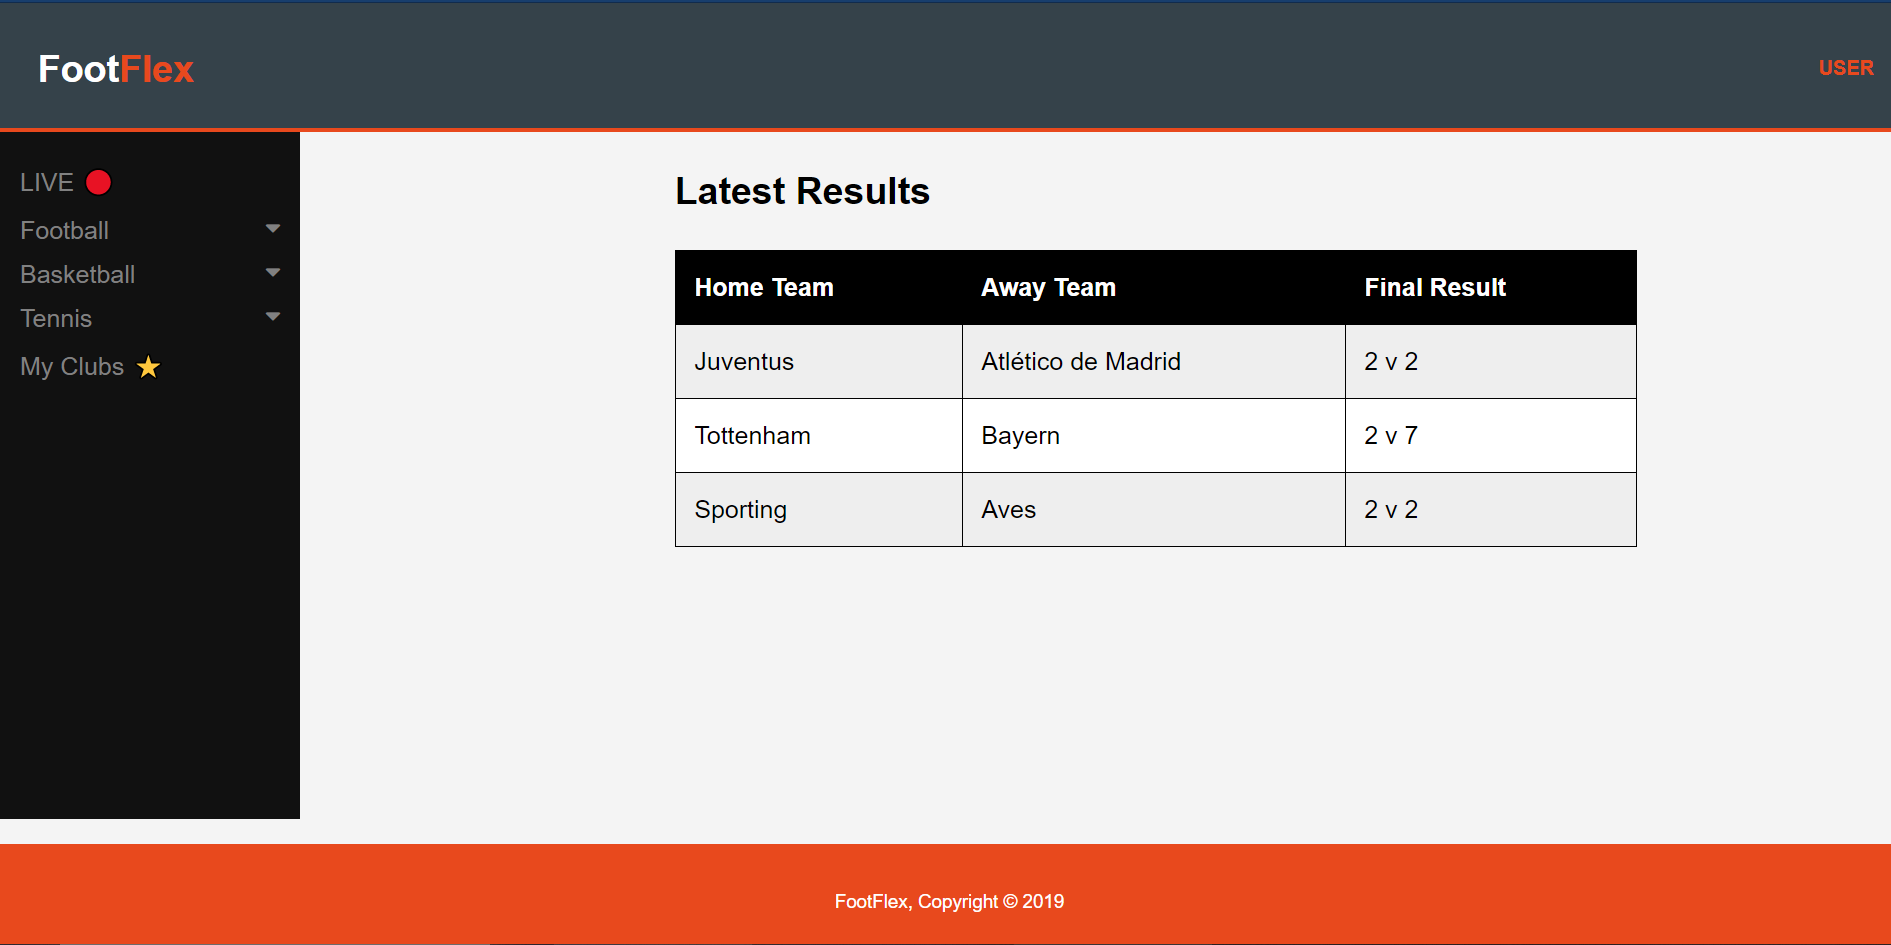 FootFlex
USER
LIVE
Football
Basketball
Tennis
My Clubs
Latest Results
Home Team Away Team Final Result
Juventus Atlético de Madrid 2 v 2
Tottenham Bayern 2 v 7
Sporting Aves 2 v 2
FootFlex, Copyright © 2019